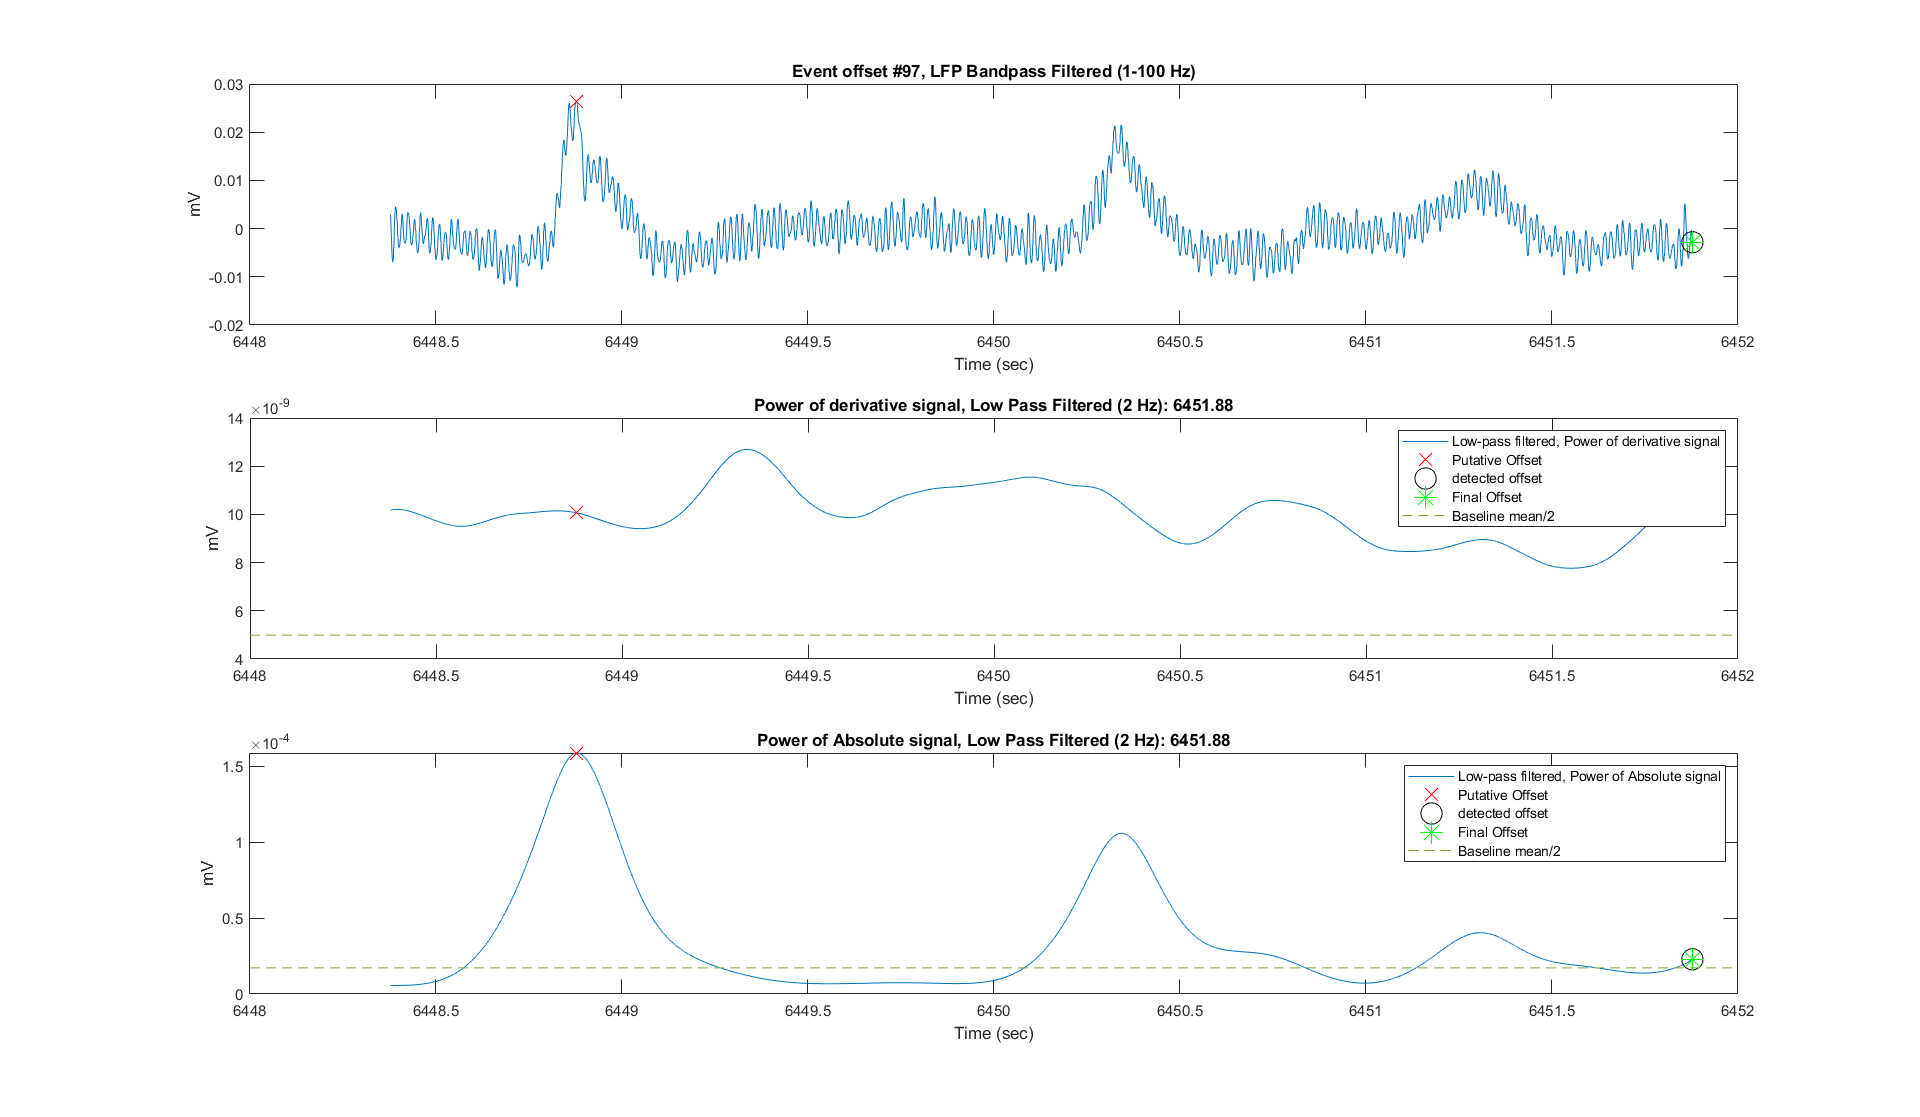 Event offset #97, LFP Bandpass Filtered (1-100 Hz)
0.03
0.02
0.01
0
-0.01
-0.02
mV
6448 6448.5 6449 6449.5 6450 6450.5 6451 6451.5 6452
Time (sec)
Power of derivative signal, Low Pass Filtered (2 Hz): 6451.88
×10-9
14
12
10
8
6
4
mV
Low-pass filtered, Power of derivative signal
Putative Offset
detected offset
Final Offset
Baseline mean/2
6448 6448.5 6449 6449.5 6450 6450.5 6451 6451.5 6452
Time (sec)
Power of Absolute signal, Low Pass Filtered (2 Hz): 6451.88
×10-4
1.5
1
0.5
0
mV
Low-pass filtered, Power of Absolute signal
Putative Offset
detected offset
Final Offset
Baseline mean/2
6448 6448.5 6449 6449.5 6450 6450.5 6451 6451.5 6452
Time (sec)